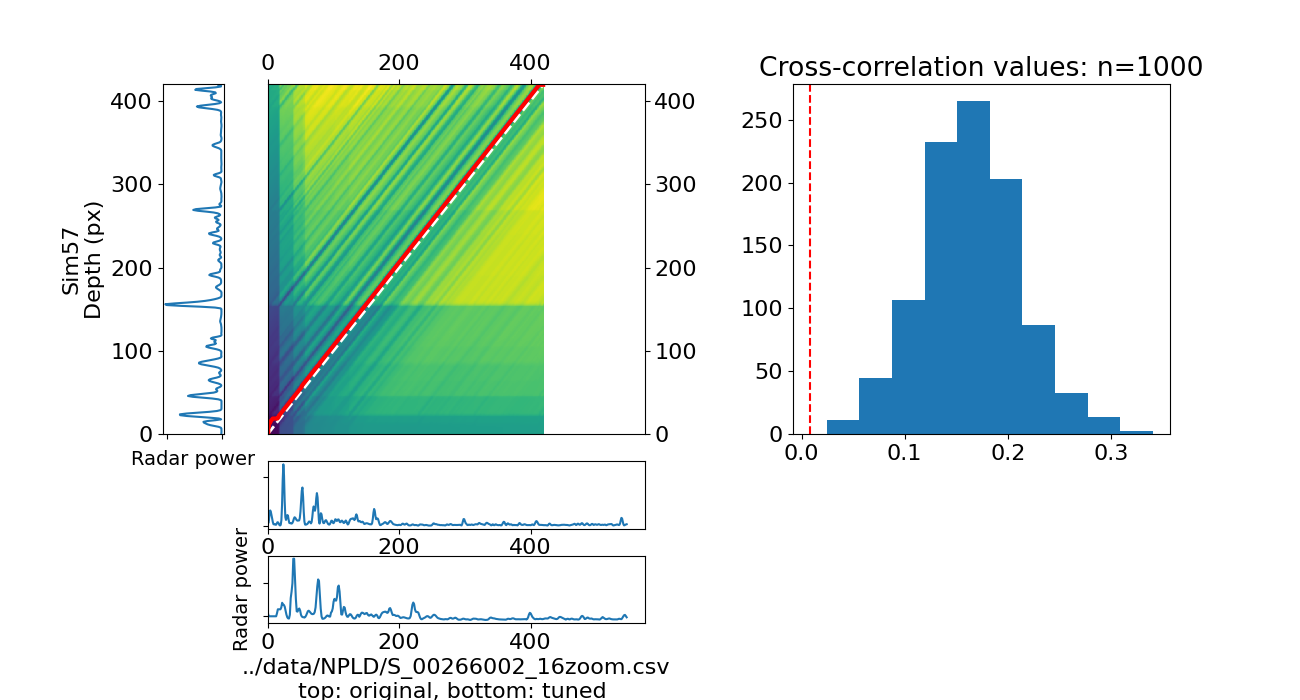 Cross-correlation values: n=1000
0 200 400
400 400 250
300 300 200
Sim57
Depth (px)
200 200 150
100 100 100
50
0 0 0
0.0 0.1 0.2 0.3
Radar power
0 200 400
Radar power
0 200 400
../data/NPLD/S_00266002_16zoom.csv
top: original, bottom: tuned